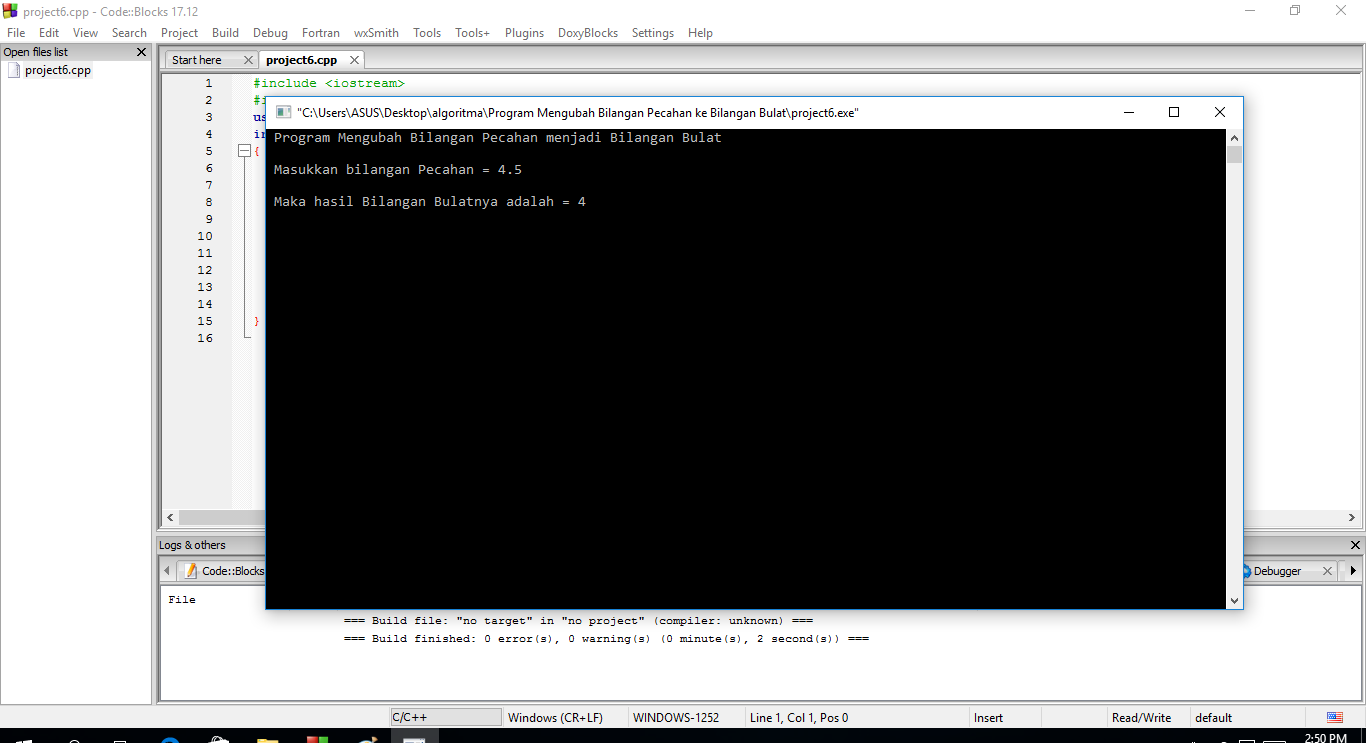 project6.cpp - Code::Blocks 17.12
File Edit View Search Project Build Debug Fortran wxSmith Tools Tools+ Plugins DoxyBlocks Settings Help
Open files list
project6.cpp
Start here project6.cpp
1 #include <iostream>
2
3
4
5 {
6
7
8
9
10
11
12
13
14
15 }
16
"C:\Users\ASUS\Desktop\algoritma\Program Mengubah Bilangan Pecahan ke Bilangan Bulat\project6.exe"
Program Mengubah Bilangan Pecahan menjadi Bilangan Bulat
Masukkan bilangan Pecahan = 4.5
Maka hasil Bilangan Bulatnya adalah = 4
Logs & others
Code::Blocks Debugger
File
=== Build file: "no target" in "no project" (compiler: unknown) ===
=== Build finished: 0 error(s), 0 warning(s) (0 minute(s), 2 second(s)) ===
C/C++ Windows (CR+LF) WINDOWS-1252 Line 1, Col 1, Pos 0 Insert Read/Write default
2:50 PM